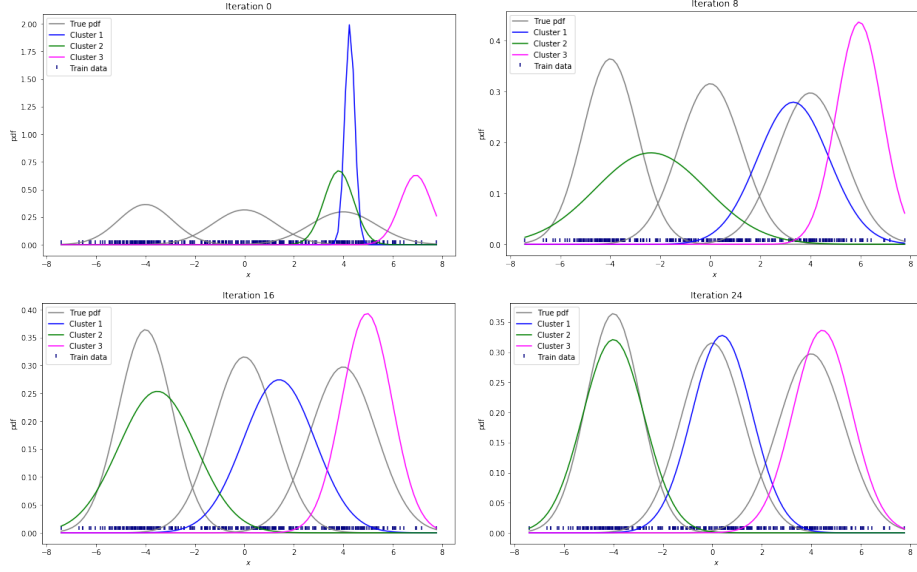 Iteration 0
True pdf
Cluster 1
Cluster 2
Cluster 3
Train data
2.00
1.75
1.50
1.25
1.00
0.75
0.50
0.25
0.00
pdf
−8 −6 −4 −2 0 2 4 6 8
x
Iteration 8
True pdf
Cluster 1
Cluster 2
Cluster 3
Train data
0.4
0.3
0.2
0.1
0.0
pdf
−8 −6 −4 −2 0 2 4 6 8
x
Iteration 16
True pdf
Cluster 1
Cluster 2
Cluster 3
Train data
0.40
0.35
0.30
0.25
0.20
0.15
0.10
0.05
0.00
pdf
−8 −6 −4 −2 0 2 4 6 8
x
Iteration 24
True pdf
Cluster 1
Cluster 2
Cluster 3
Train data
0.35
0.30
0.25
0.20
0.15
0.10
0.05
0.00
pdf
−8 −6 −4 −2 0 2 4 6 8
x